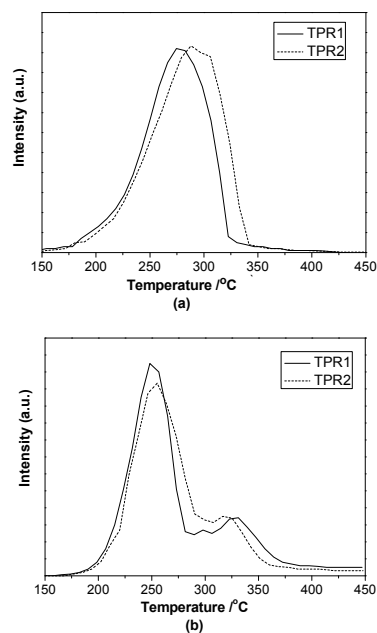 TPR1
TPR2
Intensity (a.u.)
150 200 250 300 350 400 450
Temperature /°C
(a)
TPR1
TPR2
Intensity (a.u.)
150 200 250 300 350 400 450
Temperature /°C
(b)